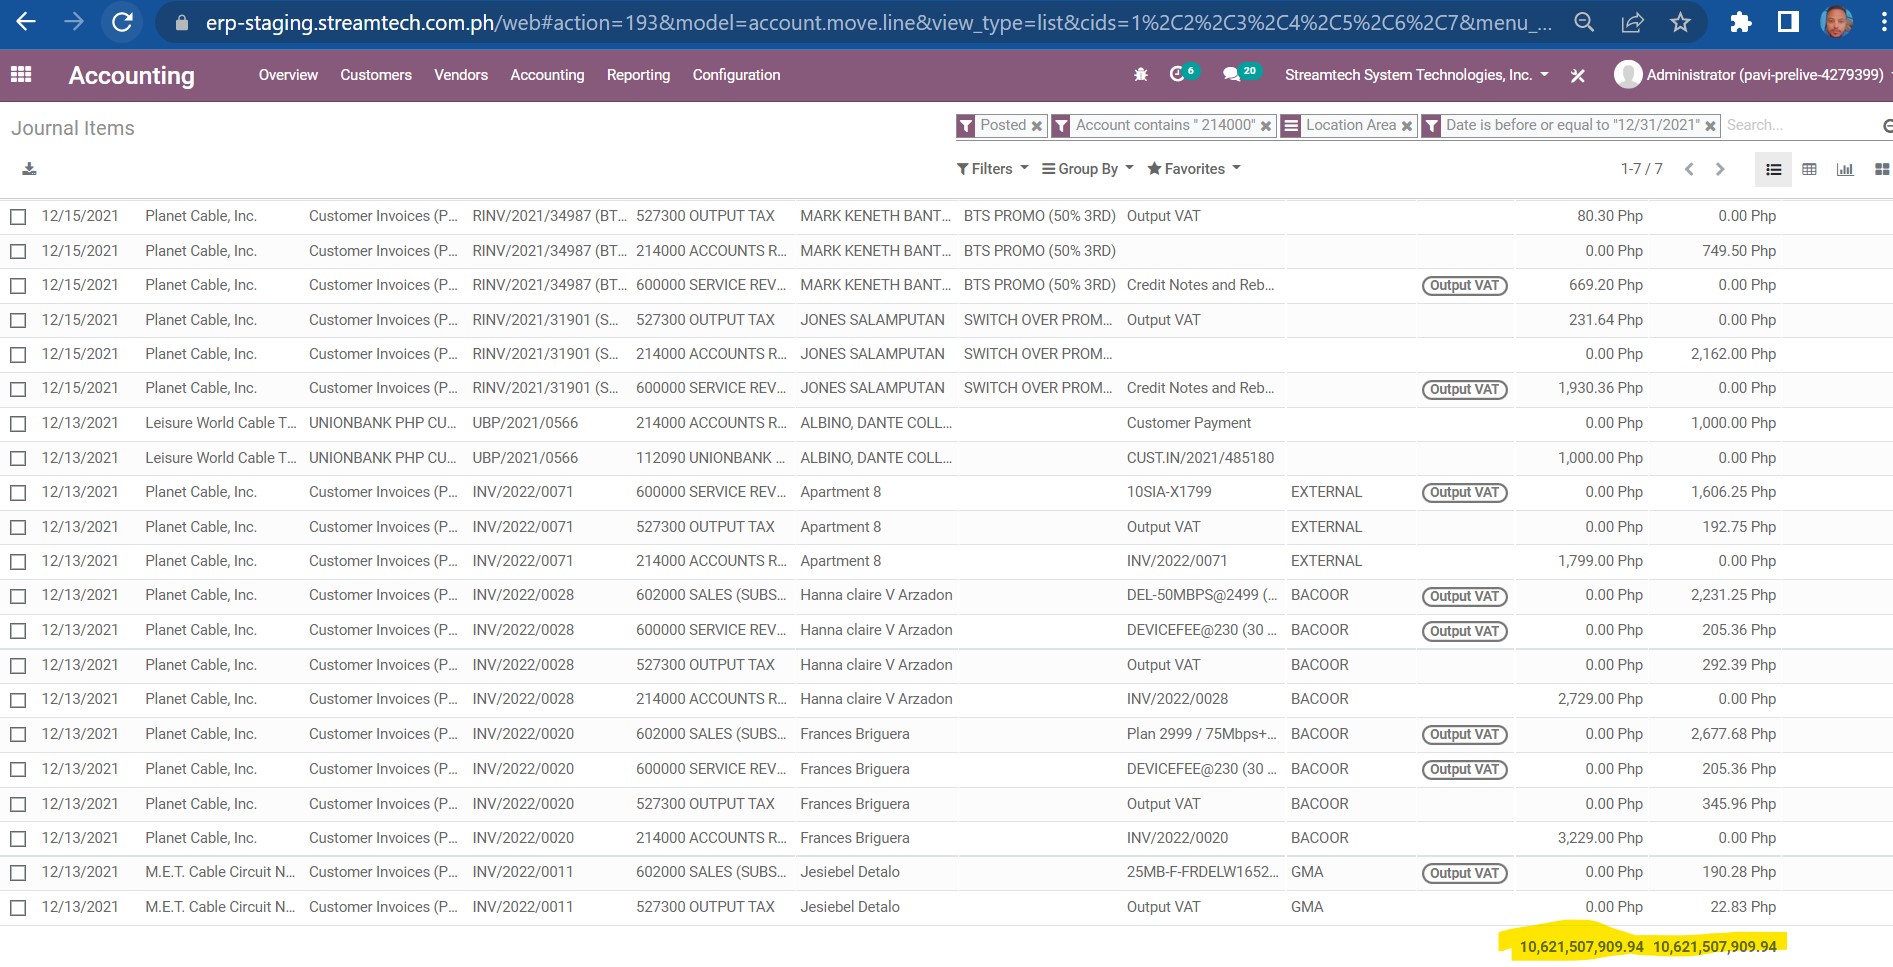 erp-staging.streamtech.com.ph/web#action=193&model=account.move.line&view_type=list&cids=1%2C2%2C3%2C4%2C5%2C6%2C7&menu_...
Accounting Overview Customers Vendors Accounting Reporting Configuration 6 20 Streamtech System Technologies, Inc. Administrator (pavi-prelive-4279399)
Journal Items Posted Account contains " 214000" Location Area Date is before or equal to "12/31/2021" Search...
Filters Group By Favorites 1-7 / 7
12/15/2021 Planet Cable, Inc. Customer Invoices (P... RINV/2021/34987 (BT... 527300 OUTPUT TAX MARK KENETH BANT... BTS PROMO (50% 3RD) Output VAT 80.30 Php 0.00 Php
12/15/2021 Planet Cable, Inc. Customer Invoices (P... RINV/2021/34987 (BT... 214000 ACCOUNTS R... MARK KENETH BANT... BTS PROMO (50% 3RD) 0.00 Php 749.50 Php
12/15/2021 Planet Cable, Inc. Customer Invoices (P... RINV/2021/34987 (BT... 600000 SERVICE REV... MARK KENETH BANT... BTS PROMO (50% 3RD) Credit Notes and Reb... Output VAT 669.20 Php 0.00 Php
12/15/2021 Planet Cable, Inc. Customer Invoices (P... RINV/2021/31901 (S... 527300 OUTPUT TAX JONES SALAMPUTAN SWITCH OVER PROM... Output VAT 231.64 Php 0.00 Php
12/15/2021 Planet Cable, Inc. Customer Invoices (P... RINV/2021/31901 (S... 214000 ACCOUNTS R... JONES SALAMPUTAN SWITCH OVER PROM... 0.00 Php 2,162.00 Php
12/15/2021 Planet Cable, Inc. Customer Invoices (P... RINV/2021/31901 (S... 600000 SERVICE REV... JONES SALAMPUTAN SWITCH OVER PROM... Credit Notes and Reb... Output VAT 1,930.36 Php 0.00 Php
12/13/2021 Leisure World Cable T... UNIONBANK PHP CU... UBP/2021/0566 214000 ACCOUNTS R... ALBINO, DANTE COLL... Customer Payment 0.00 Php 1,000.00 Php
12/13/2021 Leisure World Cable T... UNIONBANK PHP CU... UBP/2021/0566 112090 UNIONBANK ... ALBINO, DANTE COLL... CUST.IN/2021/485180 1,000.00 Php 0.00 Php
12/13/2021 Planet Cable, Inc. Customer Invoices (P... INV/2022/0071 600000 SERVICE REV... Apartment 8 10SIA-X1799 EXTERNAL Output VAT 0.00 Php 1,606.25 Php
12/13/2021 Planet Cable, Inc. Customer Invoices (P... INV/2022/0071 527300 OUTPUT TAX Apartment 8 Output VAT EXTERNAL 0.00 Php 192.75 Php
12/13/2021 Planet Cable, Inc. Customer Invoices (P... INV/2022/0071 214000 ACCOUNTS R... Apartment 8 INV/2022/0071 EXTERNAL 1,799.00 Php 0.00 Php
12/13/2021 Planet Cable, Inc. Customer Invoices (P... INV/2022/0028 602000 SALES (SUBS... Hanna claire V Arzadon DEL-50MBPS@2499 (... BACOOR Output VAT 0.00 Php 2,231.25 Php
12/13/2021 Planet Cable, Inc. Customer Invoices (P... INV/2022/0028 600000 SERVICE REV... Hanna claire V Arzadon DEVICEFEE@230 (30 ... BACOOR Output VAT 0.00 Php 205.36 Php
12/13/2021 Planet Cable, Inc. Customer Invoices (P... INV/2022/0028 527300 OUTPUT TAX Hanna claire V Arzadon Output VAT BACOOR 0.00 Php 292.39 Php
12/13/2021 Planet Cable, Inc. Customer Invoices (P... INV/2022/0028 214000 ACCOUNTS R... Hanna claire V Arzadon INV/2022/0028 BACOOR 2,729.00 Php 0.00 Php
12/13/2021 Planet Cable, Inc. Customer Invoices (P... INV/2022/0020 602000 SALES (SUBS... Frances Briguera Plan 2999 / 75Mbps+... BACOOR Output VAT 0.00 Php 2,677.68 Php
12/13/2021 Planet Cable, Inc. Customer Invoices (P... INV/2022/0020 600000 SERVICE REV... Frances Briguera DEVICEFEE@230 (30 ... BACOOR Output VAT 0.00 Php 205.36 Php
12/13/2021 Planet Cable, Inc. Customer Invoices (P... INV/2022/0020 527300 OUTPUT TAX Frances Briguera Output VAT BACOOR 0.00 Php 345.96 Php
12/13/2021 Planet Cable, Inc. Customer Invoices (P... INV/2022/0020 214000 ACCOUNTS R... Frances Briguera INV/2022/0020 BACOOR 3,229.00 Php 0.00 Php
12/13/2021 M.E.T. Cable Circuit N... Customer Invoices (P... INV/2022/0011 602000 SALES (SUBS... Jesiebel Detalo 25MB-F-FRDELW1652... GMA Output VAT 0.00 Php 190.28 Php
12/13/2021 M.E.T. Cable Circuit N... Customer Invoices (P... INV/2022/0011 527300 OUTPUT TAX Jesiebel Detalo Output VAT GMA 0.00 Php 22.83 Php
10,621,507,909.94 10,621,507,909.94